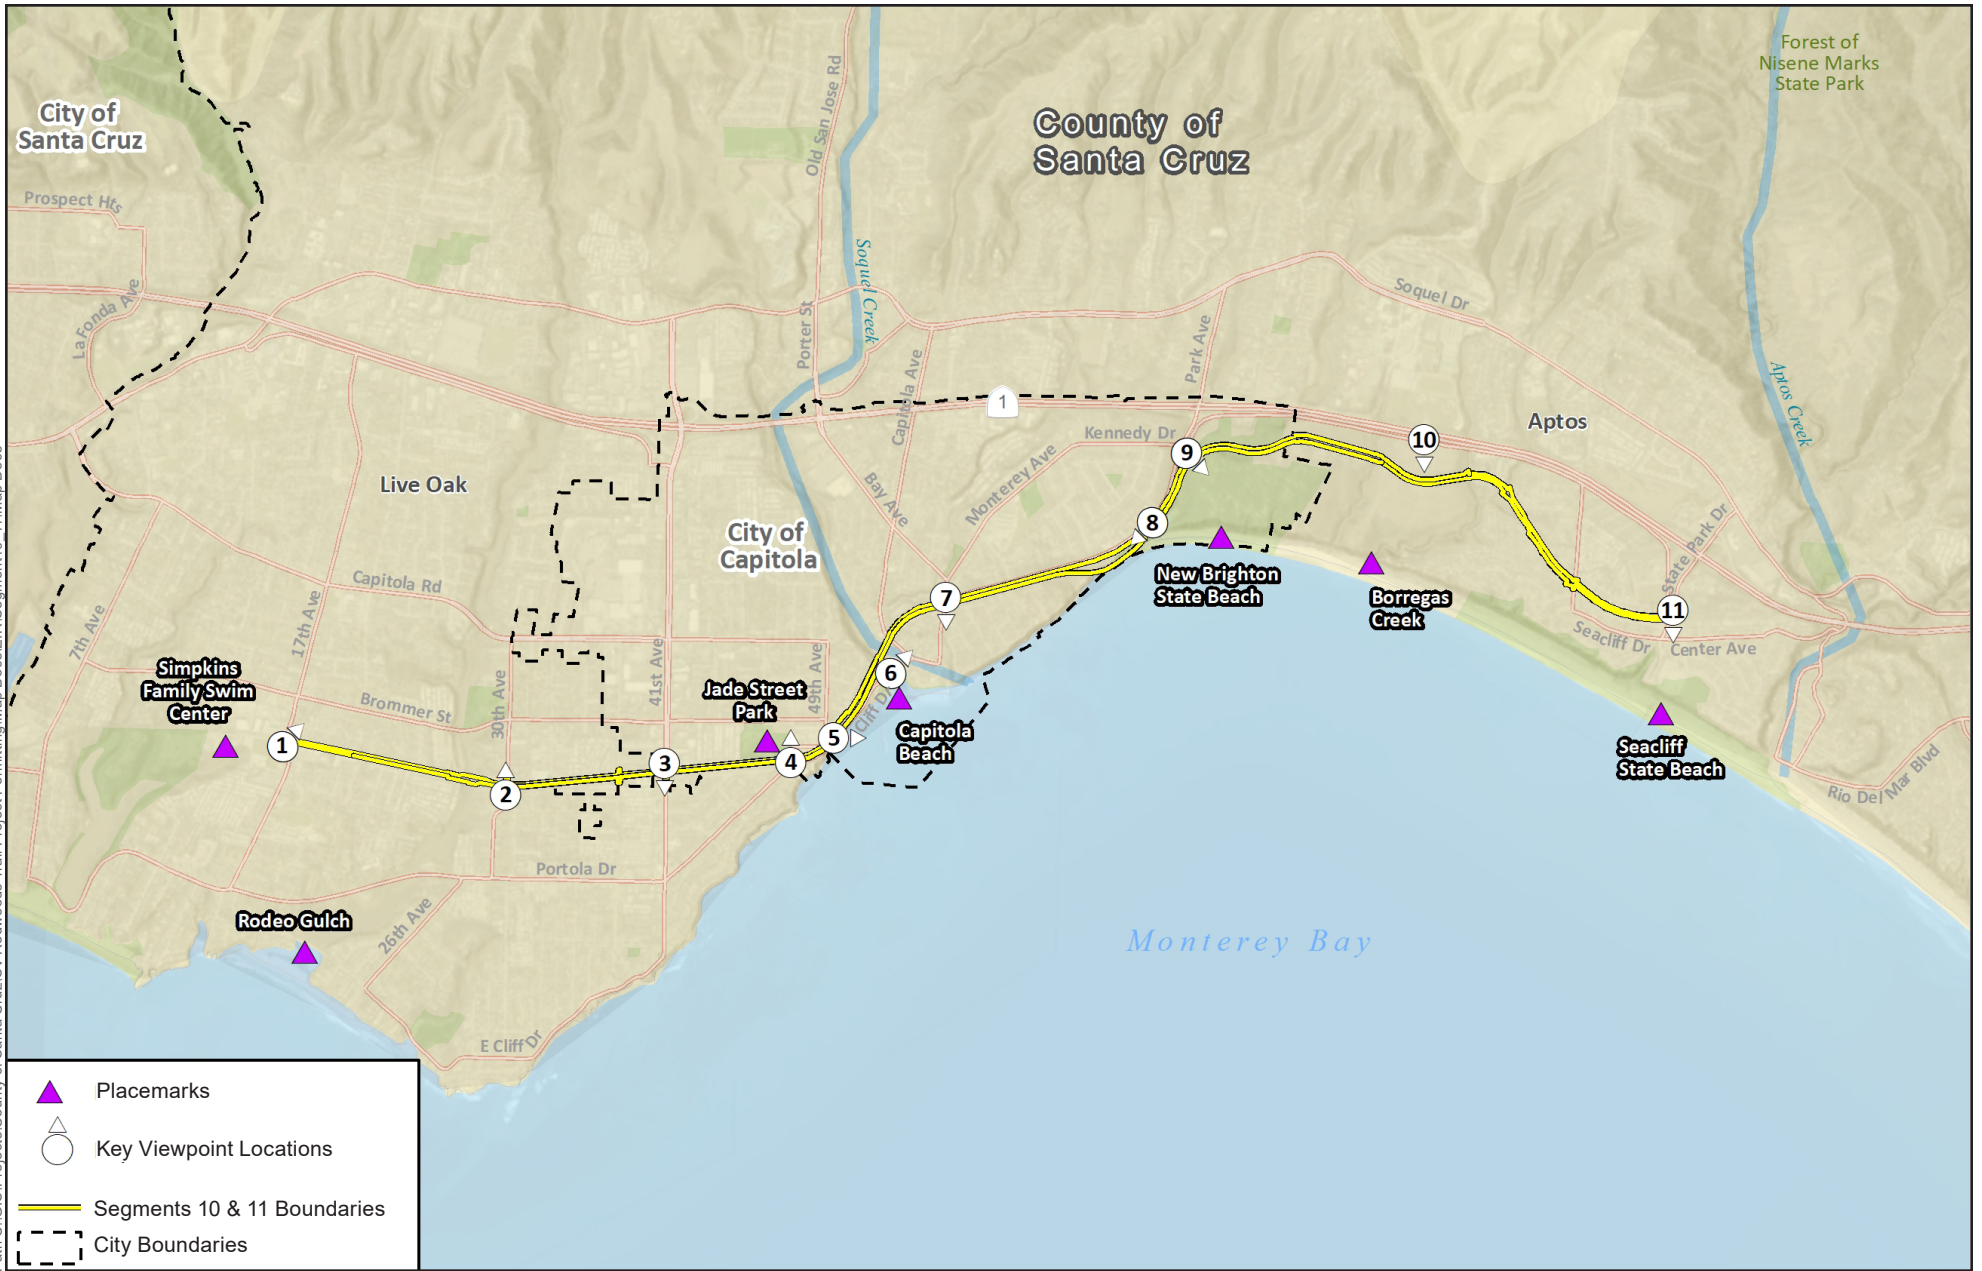 Forest of
Nisene Marks
State Park
City of
Santa Cruz
County of
Santa Cruz
Old San Jose Rd
Prospect Hts
Soquel Creek
La Fonda Ave
Soquel Dr
Porter St
Park Ave
Capitola Ave
Aptos Creek
1
Aptos
Kennedy Dr
10
9
Live Oak
Monterey Ave
Bay Ave
City of
Capitola
8
State Park Dr
Capitola Rd
New Brighton
State Beach
Borregas
Creek
7
11
7th Ave
17th Ave
Seacliff Dr
Center Ave
Simpkins
Family Swim
Center
41st Ave
49th Ave
6
Jade Street
Park
Brommer St
30th Ave
Cliff Dr
Capitola
Beach
1
5
3
4
2
Seacliff
State Beach
Rio Del Mar Blvd
Portola Dr
Rodeo Gulch
26th Ave
Monterey Bay
E Cliff Dr
Placemarks
Key Viewpoint Locations
Segments 10 & 11 Boundaries
City Boundaries